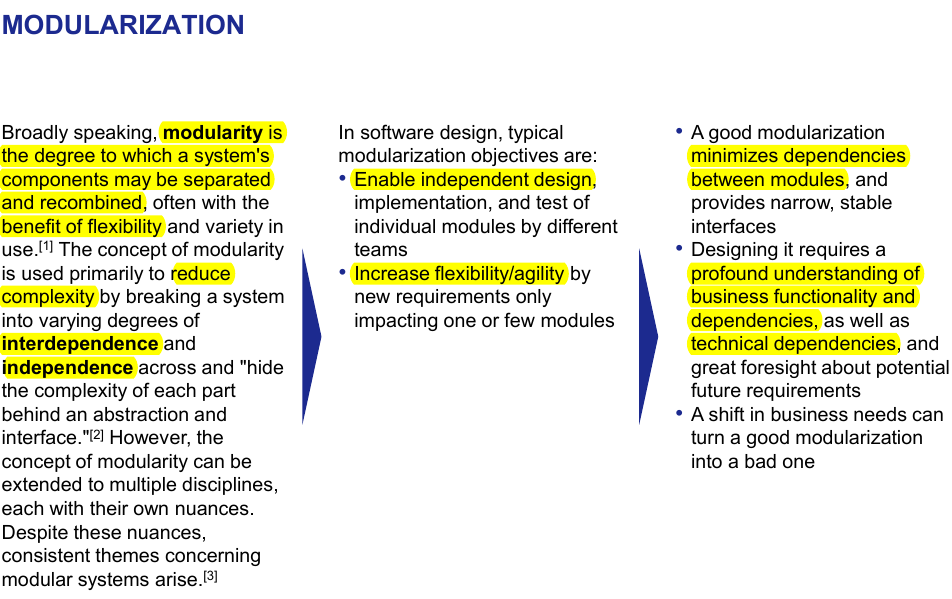 MODULARIZATION
Broadly speaking, modularity is
the degree to which a system's
components may be separated
and recombined, often with the
benefit of flexibility and variety in
use.[1] The concept of modularity
is used primarily to reduce
complexity by breaking a system
into varying degrees of
interdependence and
independence across and "hide
the complexity of each part
behind an abstraction and
interface."[2] However, the
concept of modularity can be
extended to multiple disciplines,
each with their own nuances.
Despite these nuances,
consistent themes concerning
modular systems arise.[3]
In software design, typical
modularization objectives are:
• Enable independent design,
implementation, and test of
individual modules by different
teams
• Increase flexibility/agility by
new requirements only
impacting one or few modules
• A good modularization
minimizes dependencies
between modules, and
provides narrow, stable
interfaces
• Designing it requires a
profound understanding of
business functionality and
dependencies, as well as
technical dependencies, and
great foresight about potential
future requirements
• A shift in business needs can
turn a good modularization
into a bad one